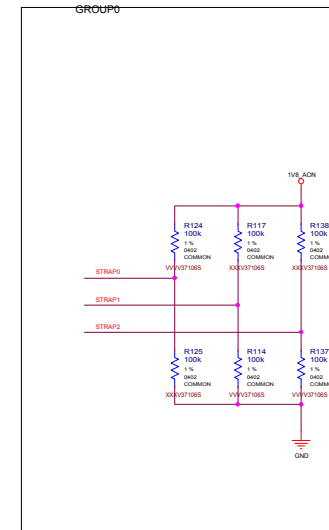 GROUP0
1V8_AON
R124
100k
1 %
0402
COMMON
VVVV37106S
R117
100k
1 %
0402
COMMON
XXXV37106S
R138
100k
1 %
0402
COMMON
XXXV37106S
STRAP0
STRAP1
STRAP2
R125
100k
1 %
0402
COMMON
XXXV37106S
R114
100k
1 %
0402
COMMON
VVVV37106S
R137
100k
1 %
0402
COMMO
VVVV37106S
GND